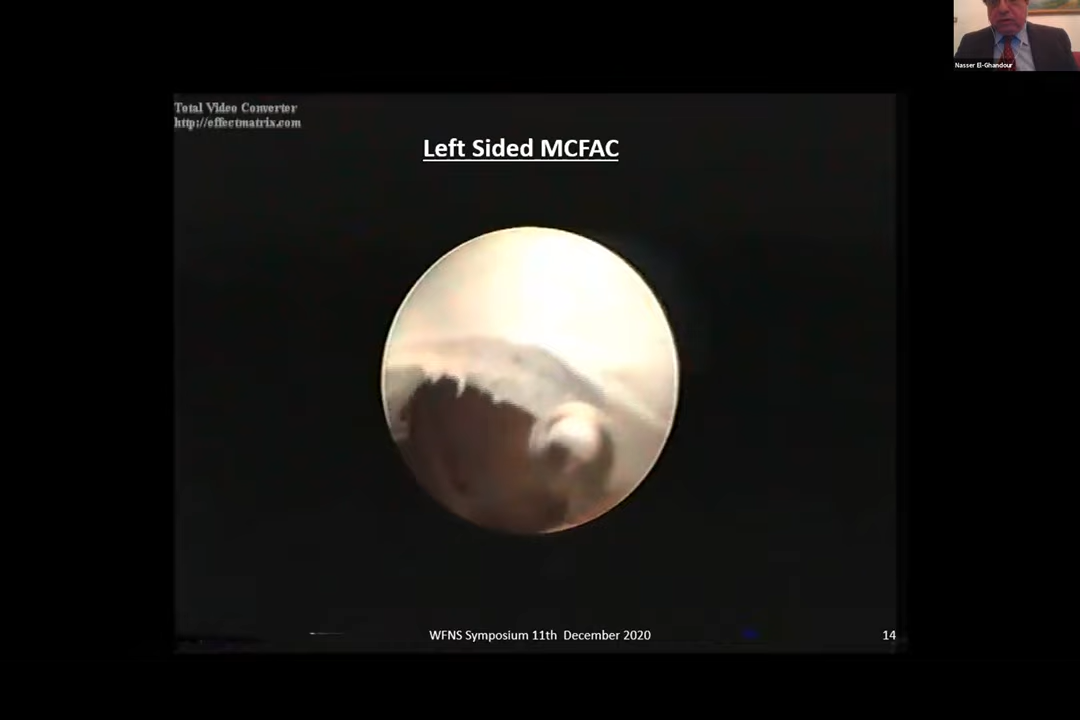 Nasser El-Ghandour
Total Video Converter
http://effectmatrix.com
Left Sided MCFAC
WFNS Symposium 11th December 2020
14